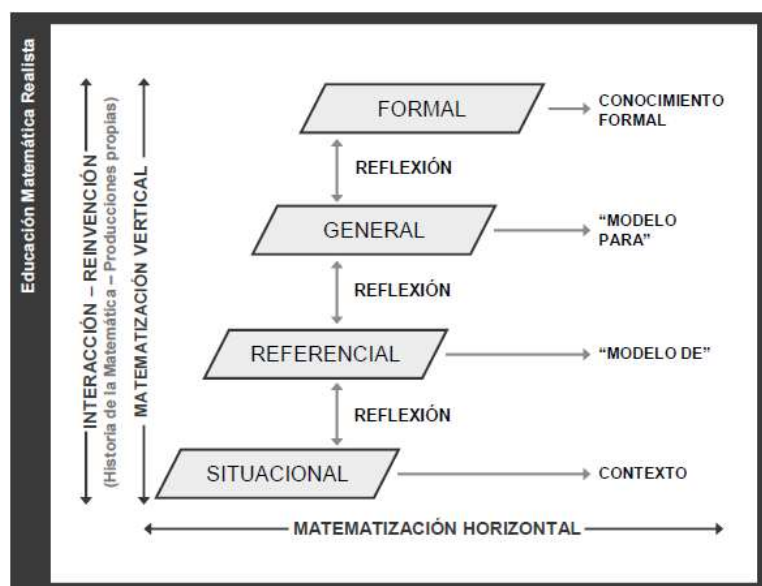 Educación Matemática Realista
INTERACCIÓN – REINVENCIÓN
(Historia de la Matemática – Producciones propias)
MATEMATIZACIÓN VERTICAL
FORMAL
CONOCIMIENTO
FORMAL
REFLEXIÓN
GENERAL
“MODELO
PARA”
REFLEXIÓN
REFERENCIAL
“MODELO DE”
REFLEXIÓN
SITUACIONAL
CONTEXTO
MATEMATIZACIÓN HORIZONTAL